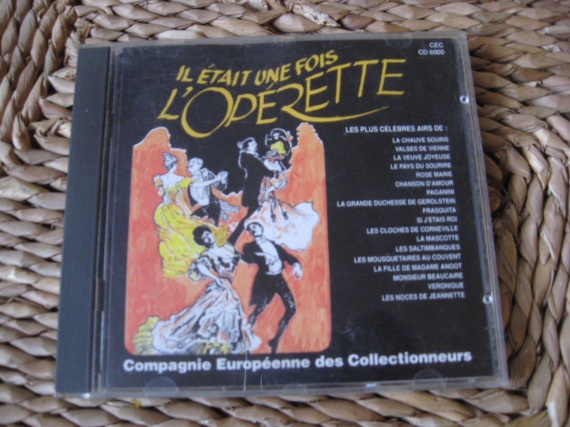 CEC
CD 6000
IL ÉTAIT UNE FOIS
L'OPÉRETTE
LES PLUS CELEBRES AIRS DE :
LA CHAUVE SOURIS
VALSES DE VIENNE
LA VEUVE JOYEUSE
LE PAYS DU SOURIRE
ROSE MARIE
CHANSON D'AMOUR
PAGANINI
LA GRANDE DUCHESSE DE GEROLSTEIN
FRASQUITA
SI J'ETAIS ROI
LES CLOCHES DE CORNEVILLE
LA MASCOTTE
LES SALTIMBANQUES
LES MOUSQUETAIRES AU COUVENT
LA FILLE DE MADAME ANGOT
MONSIEUR BEAUCAIRE
VERONIQUE
LES NOCES DE JEANNETTE
Compagnie Européenne des Collectionneurs